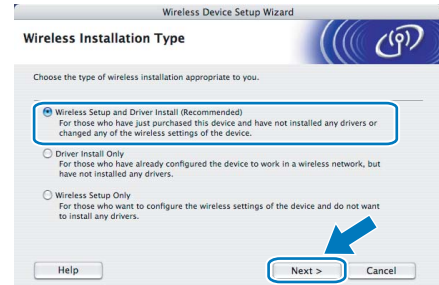 Wireless Device Setup Wizard
Wireless Installation Type
Choose the type of wireless installation appropriate to you.
Wireless Setup and Driver Install (Recommended)
For those who have just purchased this device and have not installed any drivers or
changed any of the wireless settings of the device.
Driver Install Only
For those who have already configured the device to work in a wireless network, but
have not installed any drivers.
Wireless Setup Only
For those who want to configure the wireless settings of the device and do not want
to install any drivers.
Help
Next >
Cancel